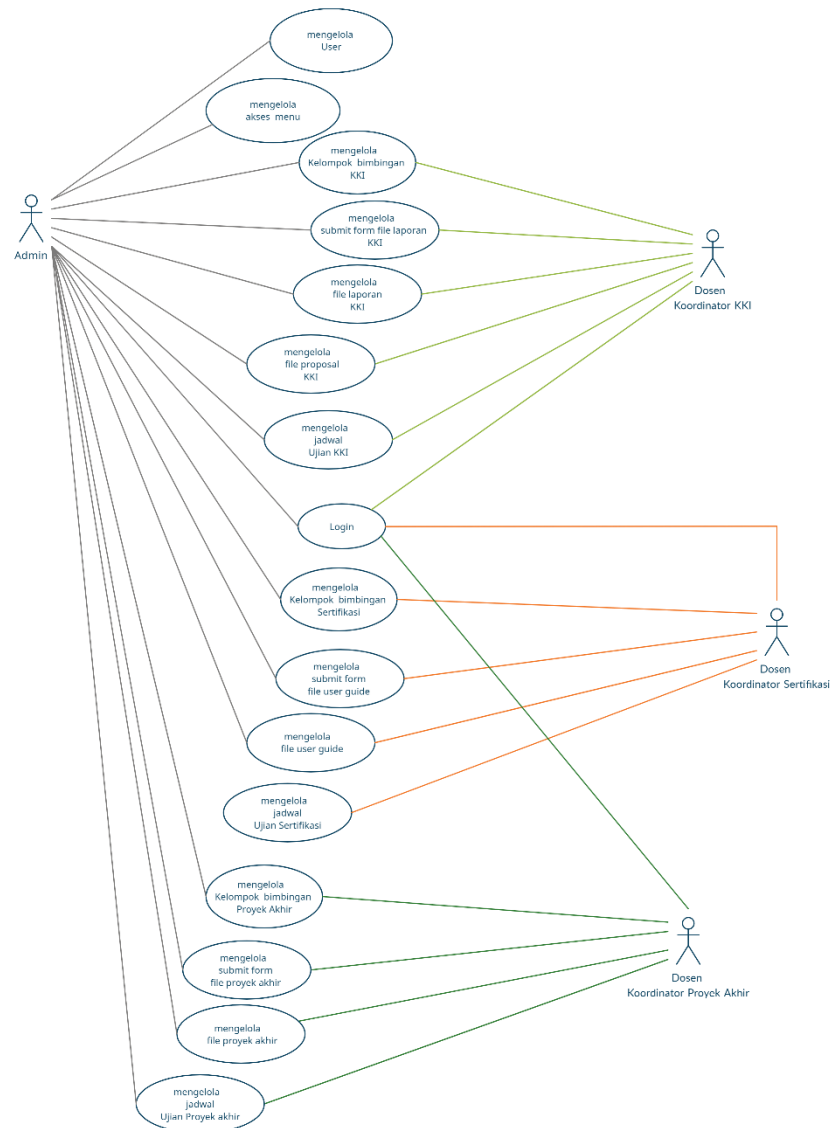 mengelola
User
mengelola
akses menu
mengelola
Kelompok bimbingan
KKI
Admin
mengelola
submit form file laporan
KKI
Dosen
Koordinator KKI
mengelola
file laporan
KKI
mengelola
file proposal
KKI
mengelola
jadwal
Ujian KKI
Login
mengelola
Kelompok bimbingan
Sertifikasi
mengelola
submit form
file user guide
Dosen
Koordinator Sertifikasi
mengelola
file user guide
mengelola
jadwal
Ujian Sertifikasi
mengelola
Kelompok bimbingan
Proyek Akhir
mengelola
submit form
file proyek akhir
Dosen
Koordinator Proyek Akhir
mengelola
file proyek akhir
mengelola
jadwal
Ujian Proyek akhir